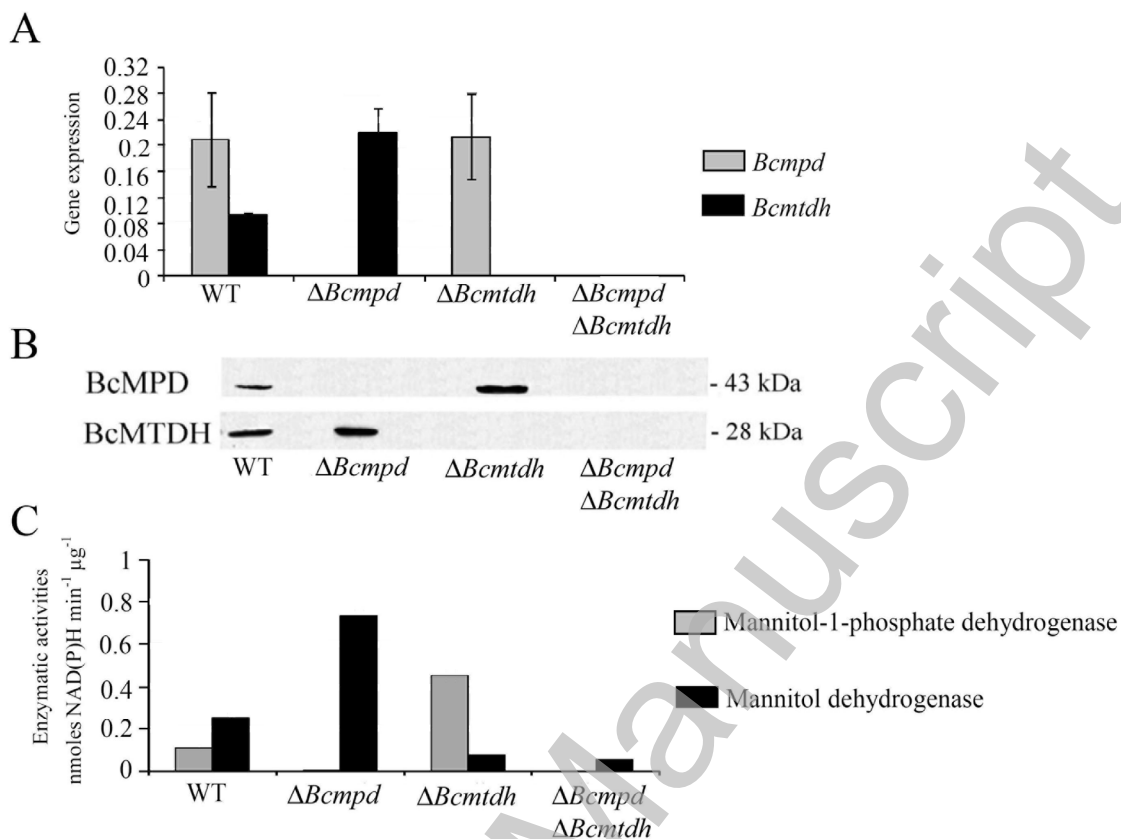 A
0.32
0.28
0.24
0.2
0.16
0.12
0.08
0.04
0
Gene expression
WT
ΔBcmpd
ΔBcmtdh
ΔBcmpd
ΔBcmtdh
Bcmpd
Bcmtdh
B
BcMPD
- 43 kDa
BcMTDH
- 28 kDa
WT
ΔBcmpd
ΔBcmtdh
ΔBcmpd
ΔBcmtdh
C
1
0.8
0.6
0.4
0.2
0
Enzymatic activities
nmoles NAD(P)H min⁻¹ µg⁻¹
WT
ΔBcmpd
ΔBcmtdh
ΔBcmpd
ΔBcmtdh
Mannitol-1-phosphate dehydrogenase
Mannitol dehydrogenase
Manuscript